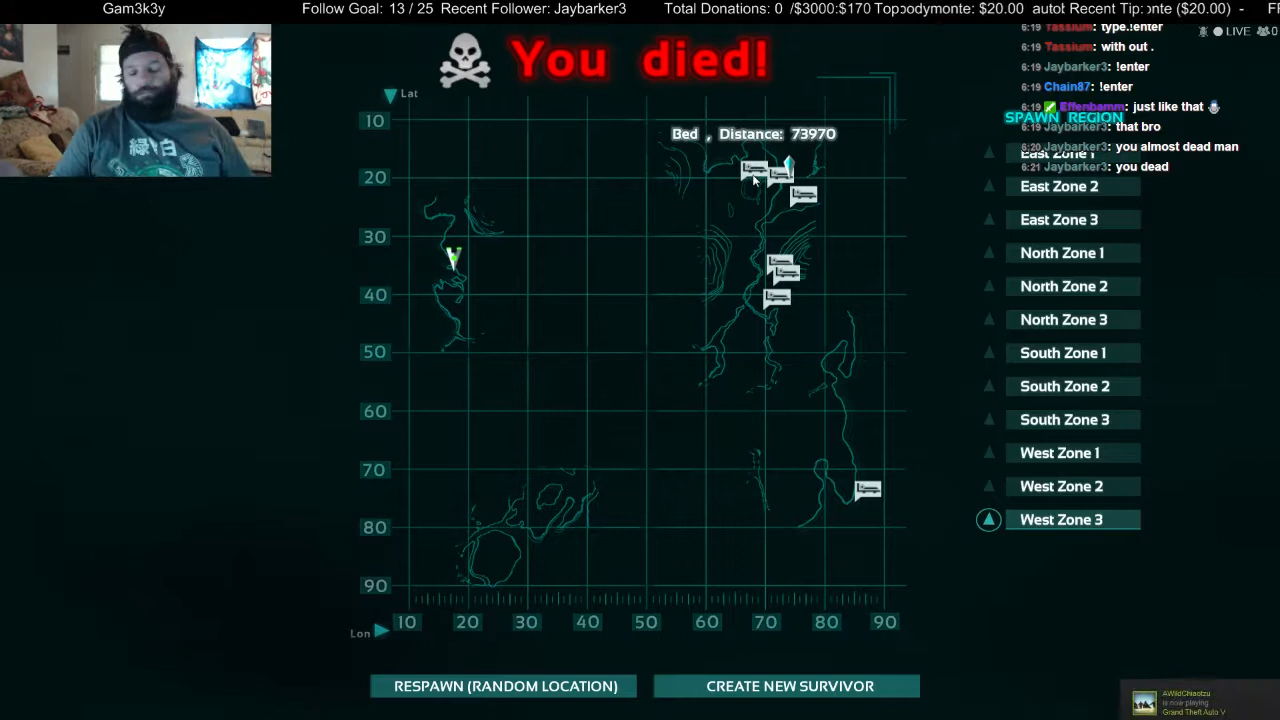 Gam3k3y
Follow Goal: 13 / 25 Recent Follower: Jaybarker3
Total Donations: 0 /$3000:$170
$20.00
Recent Tip:
($20.00) -
LIVE
0
You died!
Lat
10
20
30
40
50
60
70
80
90
Bed , Distance: 73970
Lon
10
20
30
40
50
60
70
80
90
6:19 Tassium: type.!enter
6:19 Tassium: with out .
6:19 Jaybarker3: !enter
6:19 Chain87: !enter
6:19 Effenbamm: just like that
SPAWN REGION
6:19 Jaybarker3: that bro
6:20 Jaybarker3: you almost dead man
6:21 Jaybarker3: you dead
East Zone 1
East Zone 2
East Zone 3
North Zone 1
North Zone 2
North Zone 3
South Zone 1
South Zone 2
South Zone 3
West Zone 1
West Zone 2
West Zone 3
RESPAWN (RANDOM LOCATION)
CREATE NEW SURVIVOR
AWildChiaotzu
is now playing
Grand Theft Auto V
綠白